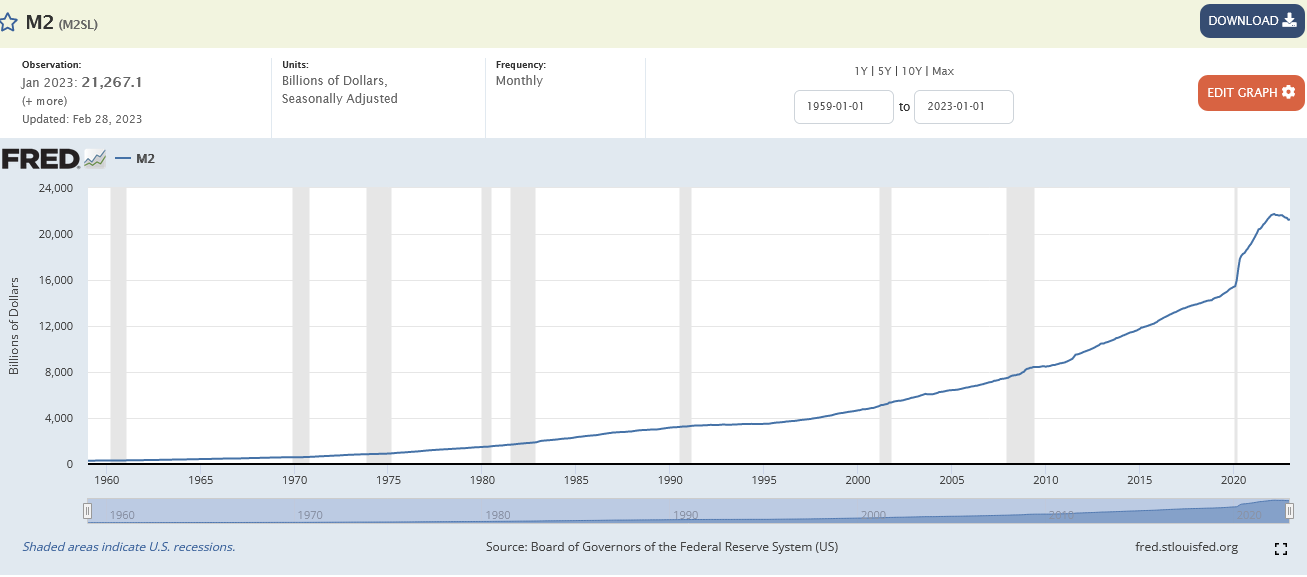 M2 (M2SL)
DOWNLOAD
Observation:
Jan 2023: 21,267.1
(+ more)
Updated: Feb 28, 2023
Units:
Billions of Dollars,
Seasonally Adjusted
Frequency:
Monthly
1Y | 5Y | 10Y | Max
1959-01-01 to 2023-01-01
EDIT GRAPH
FRED
M2
Billions of Dollars
24,000
20,000
16,000
12,000
8,000
4,000
0
1960 1965 1970 1975 1980 1985 1990 1995 2000 2005 2010 2015 2020
1960 1970 1980 1990 2000 2010 2020
Shaded areas indicate U.S. recessions.
Source: Board of Governors of the Federal Reserve System (US)
fred.stlouisfed.org